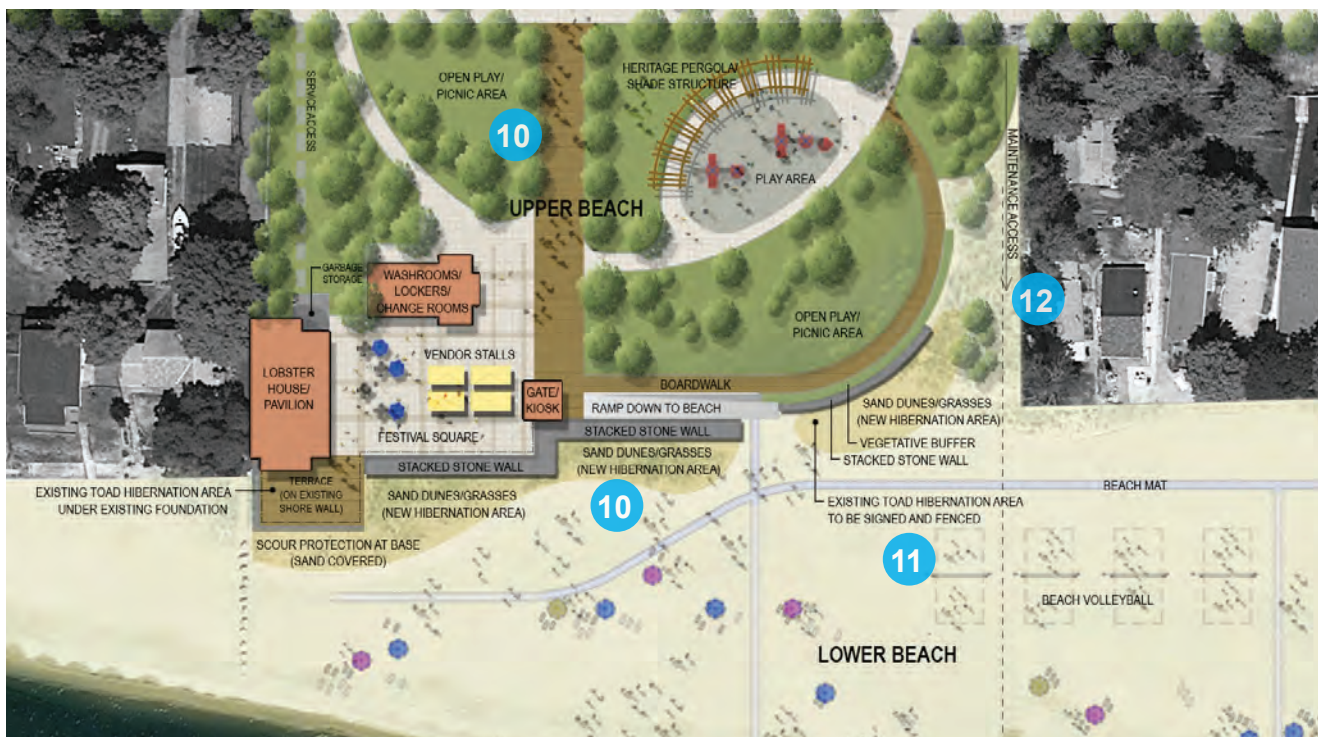 OPEN PLAY/
PICNIC AREA
10
HERITAGE PERGOLA/
SHADE STRUCTURE
SERVICE ACCESS
MAINTENANCE ACCESS
PLAY AREA
UPPER BEACH
GARBAGE
STORAGE
WASHROOMS/
LOCKERS/
CHANGE ROOMS
12
OPEN PLAY/
PICNIC AREA
LOBSTER
HOUSE/
PAVILION
VENDOR STALLS
GATE/
KIOSK
BOARDWALK
RAMP DOWN TO BEACH
SAND DUNES/GRASSES
(NEW HIBERNATION AREA)
FESTIVAL SQUARE
STACKED STONE WALL
VEGETATIVE BUFFER
STACKED STONE WALL
STACKED STONE WALL
SAND DUNES/GRASSES
(NEW HIBERNATION AREA)
EXISTING TOAD HIBERNATION AREA
UNDER EXISTING FOUNDATION
TERRACE
(ON EXISTING
SHORE WALL)
SAND DUNES/GRASSES
(NEW HIBERNATION AREA)
10
EXISTING TOAD HIBERNATION AREA
TO BE SIGNED AND FENCED
BEACH MAT
SCOUR PROTECTION AT BASE
(SAND COVERED)
11
BEACH VOLLEYBALL
LOWER BEACH